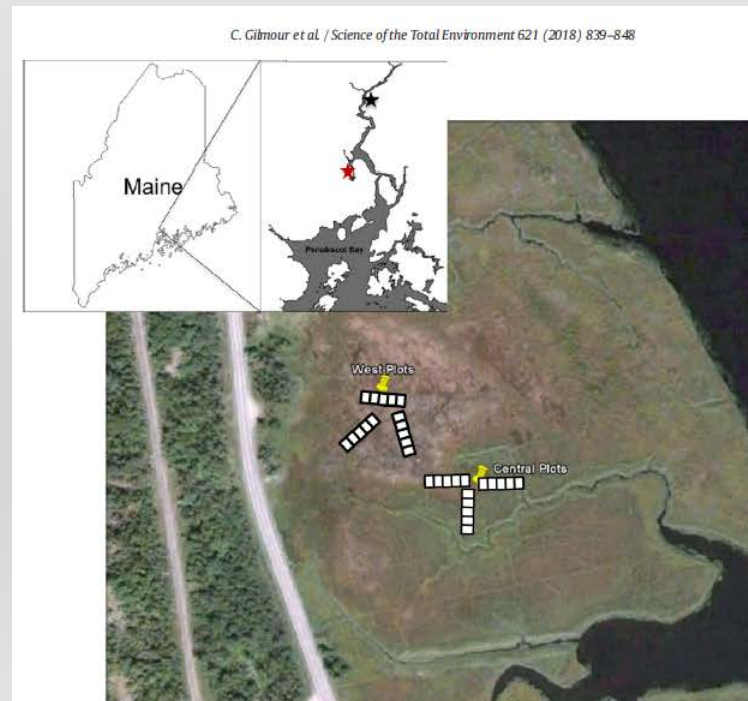 C. Gilmour et al. / Science of the Total Environment 621 (2018) 839–848
Maine
Penobscot Bay
West Plots
Central Plots